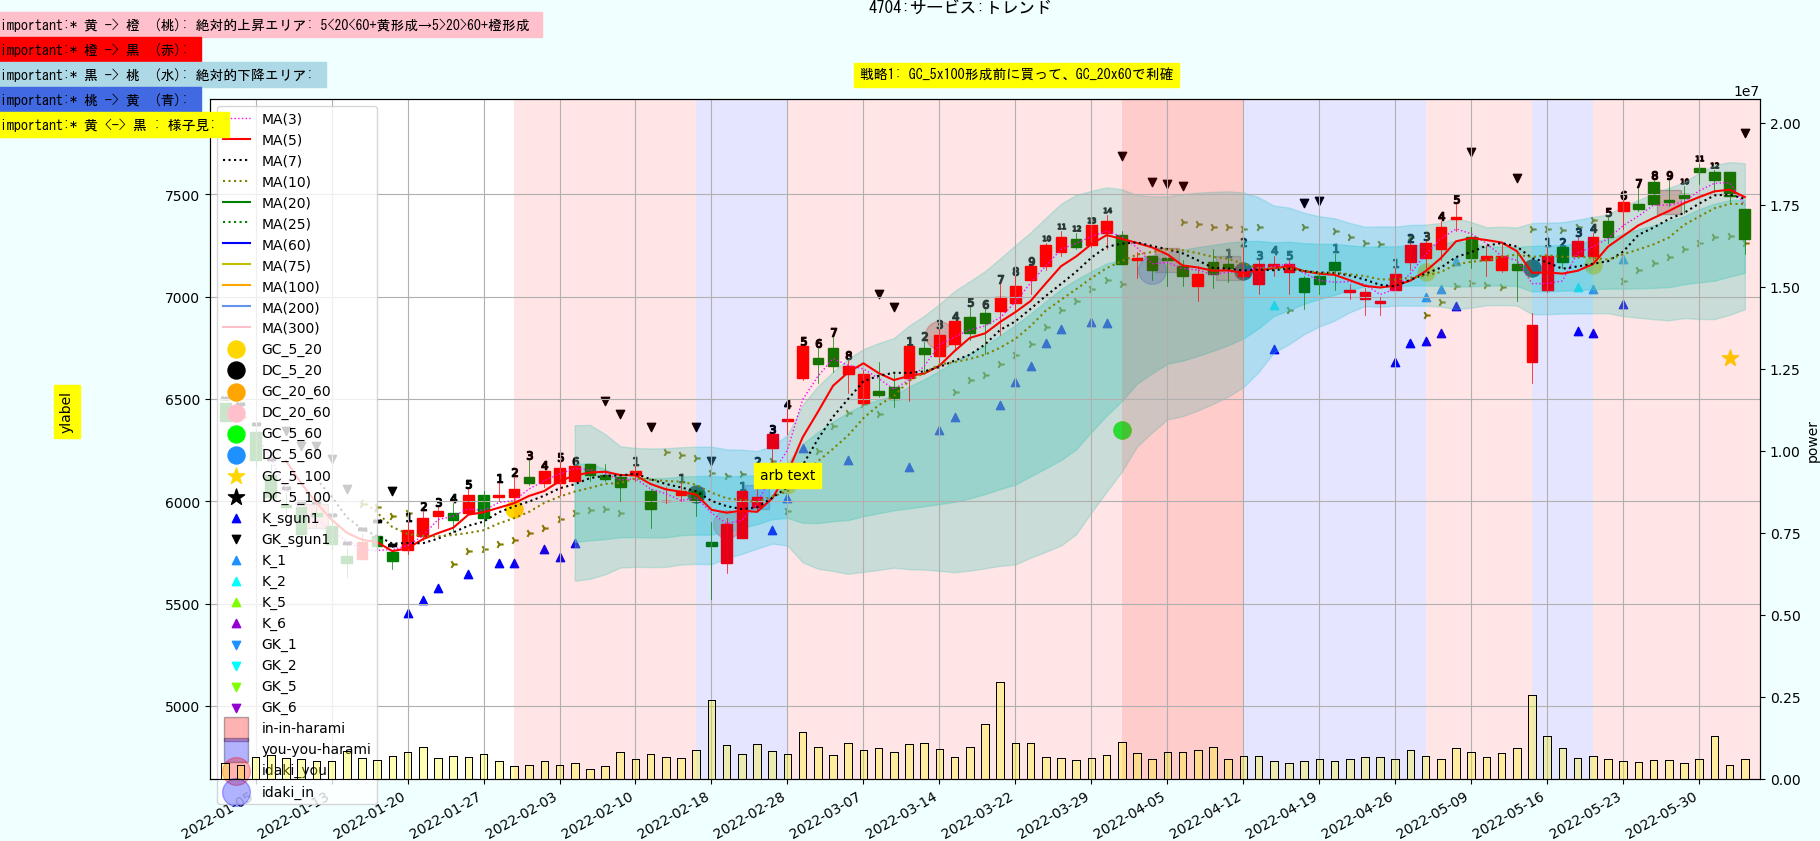 4704:サービス:トレンド
important:* 黄 -> 橙 (桃): 絶対的上昇エリア: 5<20<60+黄形成→5>20>60+橙形成
important:* 橙 -> 黒 (赤):
important:* 黒 -> 桃 (水): 絶対的下降エリア:
important:* 桃 -> 黄 (青):
important:* 黄 <-> 黒 : 様子見:
戦略1: GC_5x100形成前に買って、GC_20x60で利確
1e7
MA(3)
MA(5)
MA(7)
MA(10)
MA(20)
MA(25)
MA(60)
MA(75)
MA(100)
MA(200)
MA(300)
GC_5_20
DC_5_20
GC_20_60
DC_20_60
GC_5_60
DC_5_60
GC_5_100
DC_5_100
K_sgun1
GK_sgun1
K_1
K_2
K_5
K_6
GK_1
GK_2
GK_5
GK_6
in-in-harami
you-you-harami
idaki_you
idaki_in
7500
7000
6500
6000
5500
5000
ylabel
arb text
2.00
1.75
1.50
1.25
1.00
0.75
0.50
0.25
0.00
power
2022-01-05
2022-01-13
2022-01-20
2022-01-27
2022-02-03
2022-02-10
2022-02-18
2022-02-28
2022-03-07
2022-03-14
2022-03-22
2022-03-29
2022-04-05
2022-04-12
2022-04-19
2022-04-26
2022-05-09
2022-05-16
2022-05-23
2022-05-30